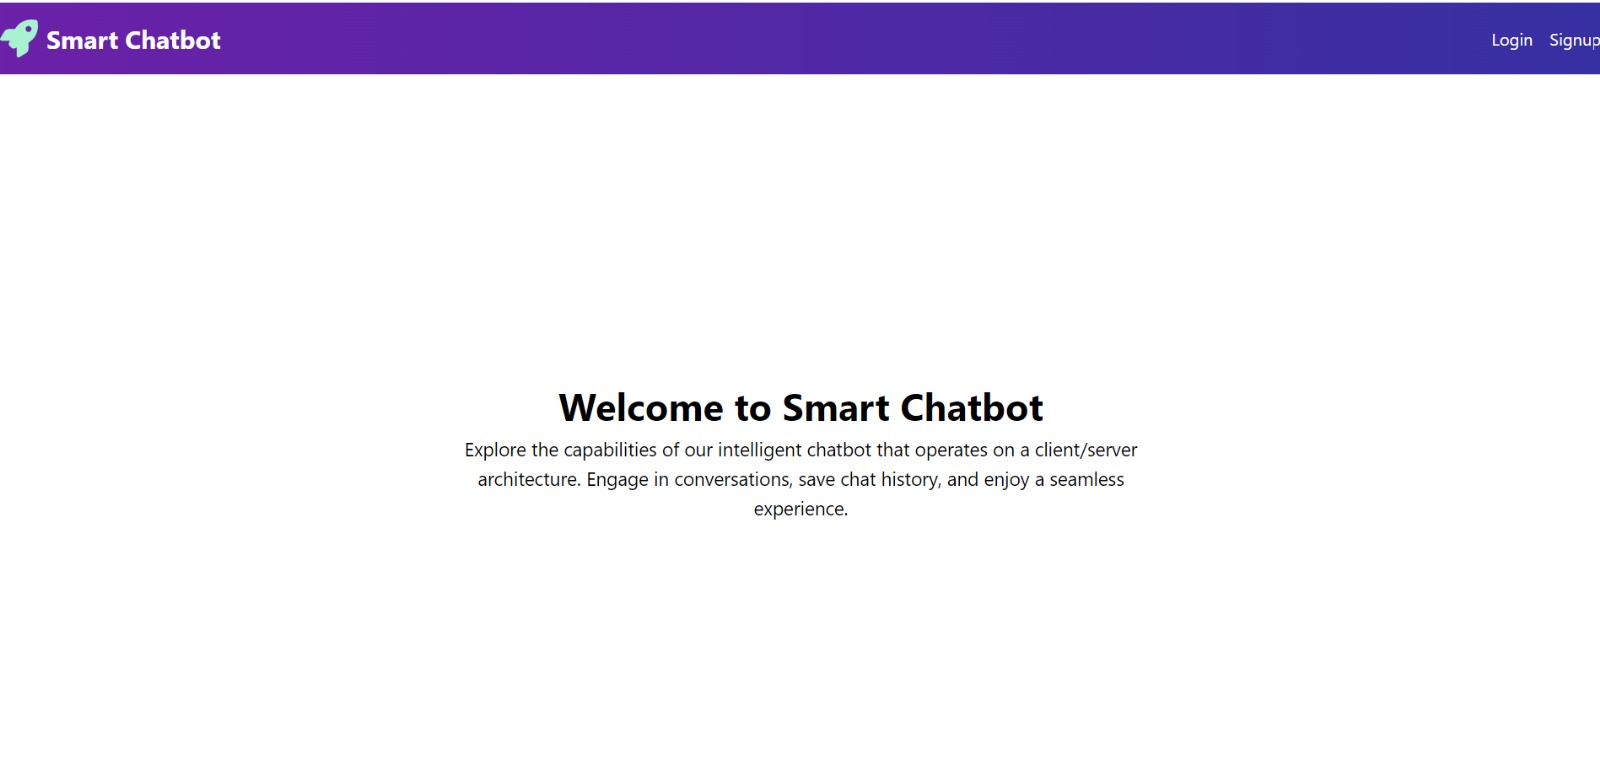 Smart Chatbot
Login Signup
Welcome to Smart Chatbot
Explore the capabilities of our intelligent chatbot that operates on a client/server
architecture. Engage in conversations, save chat history, and enjoy a seamless
experience.